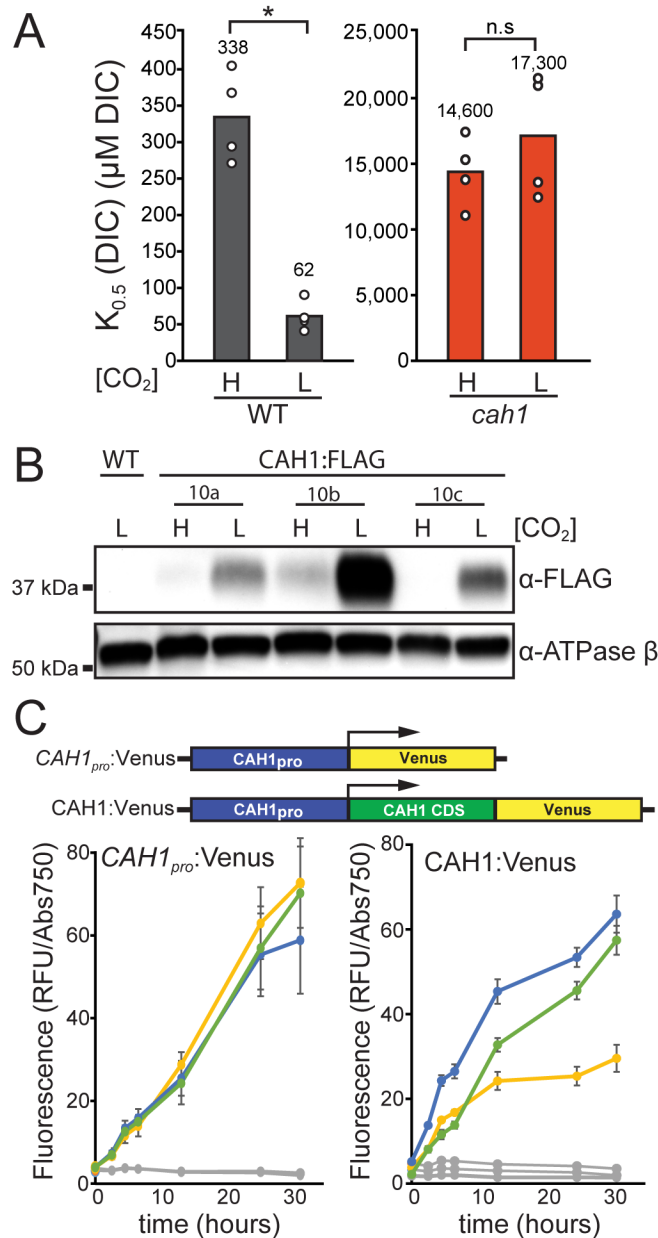 A
K0.5 (DIC) (µM DIC)
450
400
350
300
250
200
150
100
50
0
338
*
62
25,000
20,000
15,000
10,000
5,000
0
n.s
14,600
17,300
[CO2] H L H L
WT cah1
B
WT CAH1:FLAG
10a 10b 10c
L H L H L H L [CO2]
37 kDa α-FLAG
50 kDa α-ATPase β
C
CAH1pro:Venus CAH1pro Venus
CAH1:Venus CAH1pro CAH1 CDS Venus
CAH1pro:Venus
Fluorescence (RFU/Abs750)
80
60
40
20
0
0 10 20 30
time (hours)
CAH1:Venus
Fluorescence (RFU/Abs750)
80
60
40
20
0
0 10 20 30
time (hours)